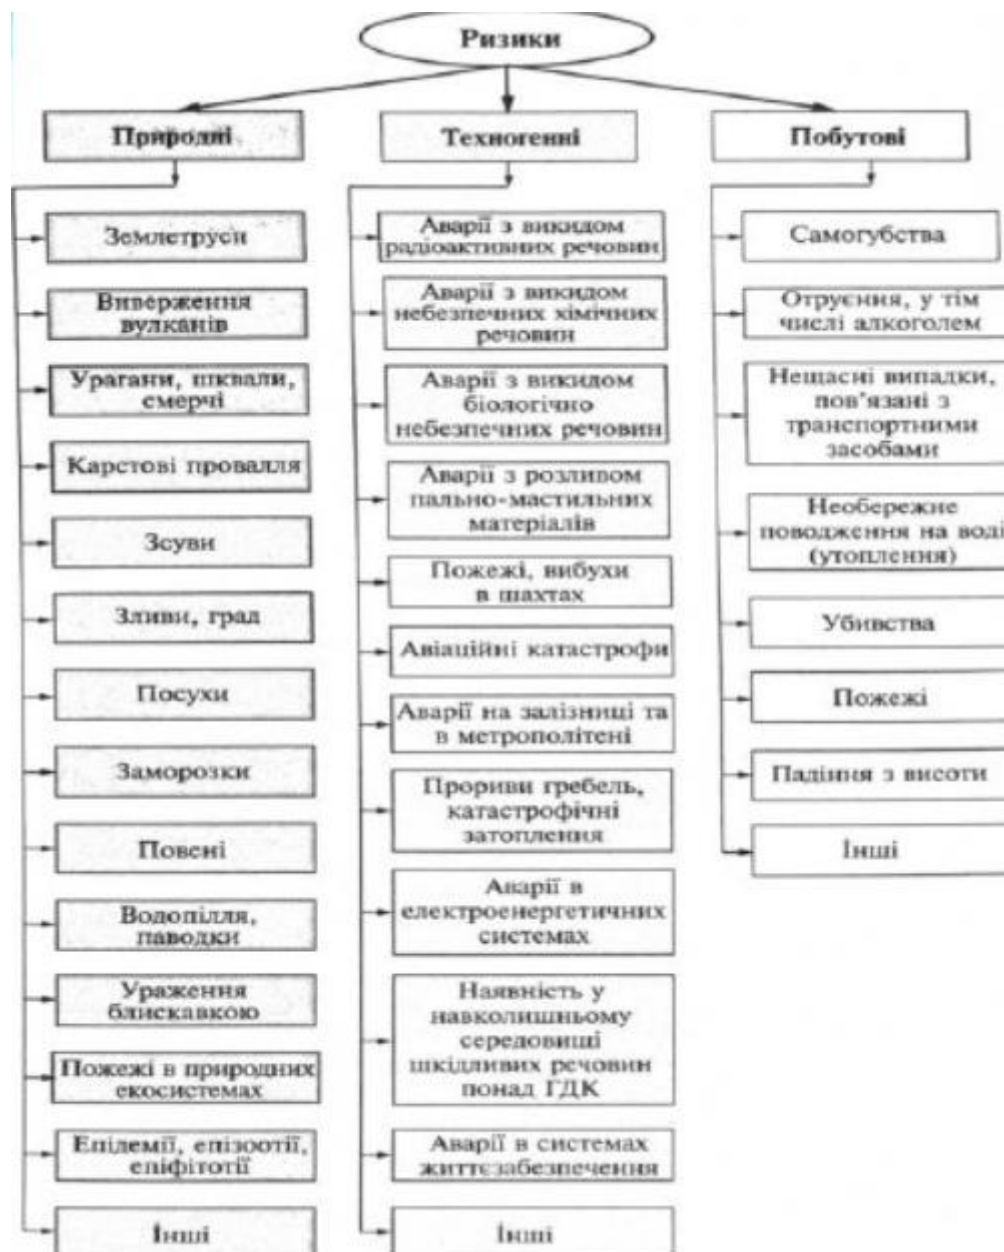 Ризики
Природні
Землетруси
Виверження
вулканів
Урагани, шквали,
смерчі
Карстові провалля
Зсуви
Зливи, град
Посухи
Заморозки
Повені
Водопілля,
паводки
Ураження
блискавкою
Пожежі в природних
екосистемах
Епідемії, епізоотії,
епіфітотії
Інші
Техногенні
Аварії з викидом
радіоактивних речовин
Аварії з викидом
небезпечних хімічних
речовин
Аварії з викидом
біологічно
небезпечних речовин
Аварії з розливом
пально-мастильних
матеріалів
Пожежі, вибухи
в шахтах
Авіаційні катастрофи
Аварії на залізниці та
в метрополітені
Прориви гребель,
катастрофічні
затоплення
Аварії в
електроенергетичних
системах
Наявність у
навколишньому
середовищі
шкідливих речовин
понад ГДК
Аварії в системах
життєзабезпечення
Інші
Побутові
Самогубства
Отруєння, у тім
числі алкоголем
Нещасні випадки,
пов’язані з
транспортними
засобами
Необережне
поводження на воді
(утоплення)
Убивства
Пожежі
Падіння з висоти
Інші